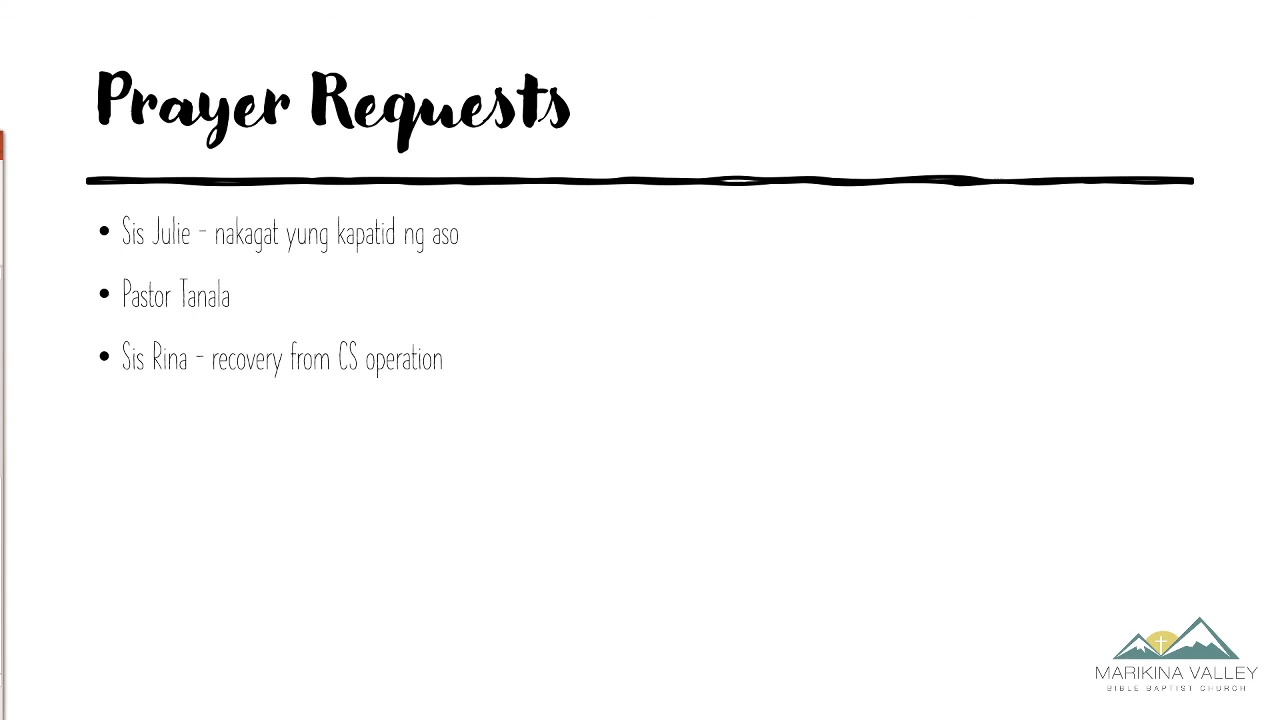 Prayer Requests
• Sis Julie - nakagat yung kapatid ng aso
• Pastor Tanala
• Sis Rina - recovery from CS operation
MARIKINA VALLEY
BIBLE BAPTIST CHURCH